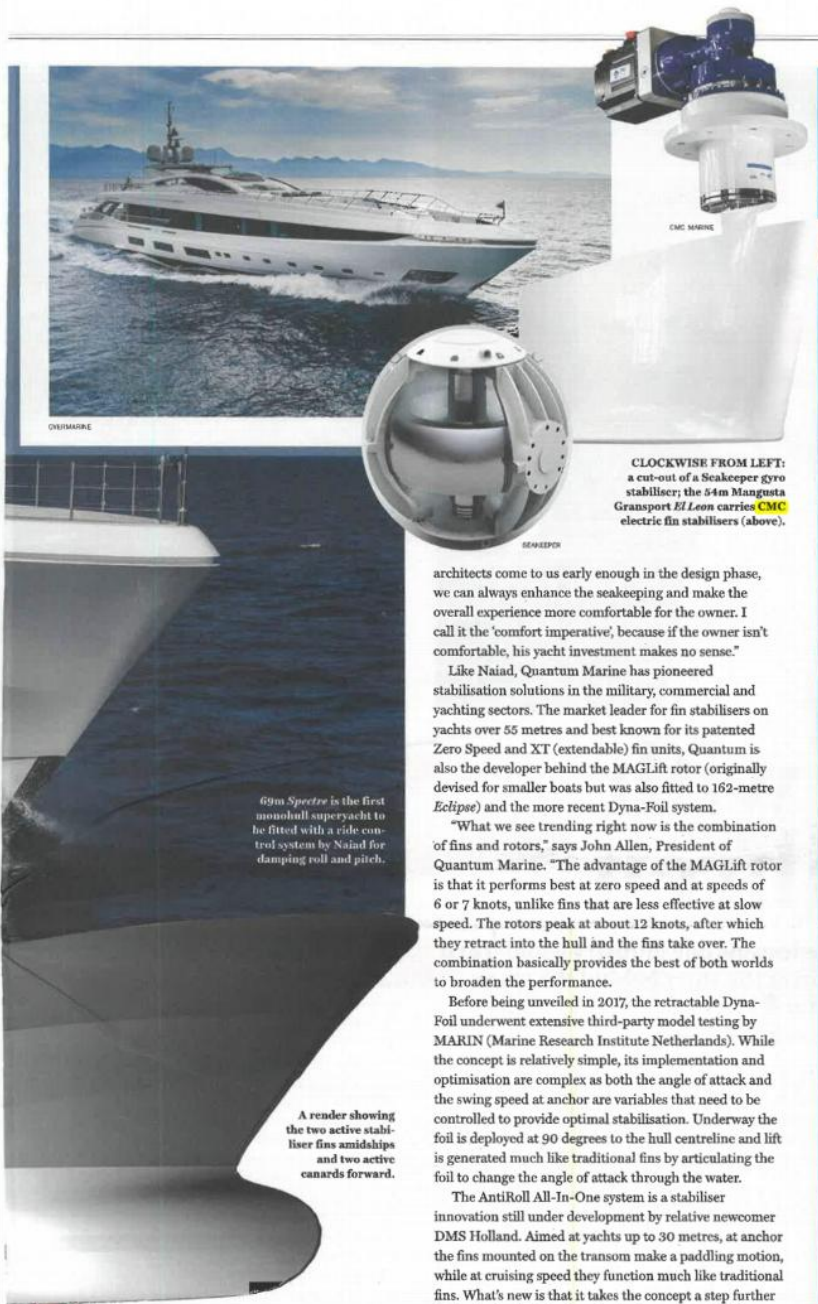 CMC MARINE
OVERMARINE
SEAKEEPER
CLOCKWISE FROM LEFT:
a cut-out of a Seakeeper gyro
stabiliser; the 54m Mangusta
Gransport El Leon carries CMC
electric fin stabilisers (above).
69m Spectre is the first
monohull superyacht to
be fitted with a ride con-
trol system by Naiad for
damping roll and pitch.
A render showing
the two active stabi-
liser fins amidships
and two active
canards forward.
architects come to us early enough in the design phase,
we can always enhance the seakeeping and make the
overall experience more comfortable for the owner. I
call it the ‘comfort imperative’, because if the owner isn’t
comfortable, his yacht investment makes no sense.”
Like Naiad, Quantum Marine has pioneered
stabilisation solutions in the military, commercial and
yachting sectors. The market leader for fin stabilisers on
yachts over 55 metres and best known for its patented
Zero Speed and XT (extendable) fin units, Quantum is
also the developer behind the MAGLift rotor (originally
devised for smaller boats but was also fitted to 162-metre
Eclipse) and the more recent Dyna-Foil system.
“What we see trending right now is the combination
of fins and rotors,” says John Allen, President of
Quantum Marine. “The advantage of the MAGLift rotor
is that it performs best at zero speed and at speeds of
6 or 7 knots, unlike fins that are less effective at slow
speed. The rotors peak at about 12 knots, after which
they retract into the hull and the fins take over. The
combination basically provides the best of both worlds
to broaden the performance.
Before being unveiled in 2017, the retractable Dyna-
Foil underwent extensive third-party model testing by
MARIN (Marine Research Institute Netherlands). While
the concept is relatively simple, its implementation and
optimisation are complex as both the angle of attack and
the swing speed at anchor are variables that need to be
controlled to provide optimal stabilisation. Underway the
foil is deployed at 90 degrees to the hull centreline and lift
is generated much like traditional fins by articulating the
foil to change the angle of attack through the water.
The AntiRoll All-In-One system is a stabiliser
innovation still under development by relative newcomer
DMS Holland. Aimed at yachts up to 30 metres, at anchor
the fins mounted on the transom make a paddling motion,
while at cruising speed they function much like traditional
fins. What’s new is that it takes the concept a step further